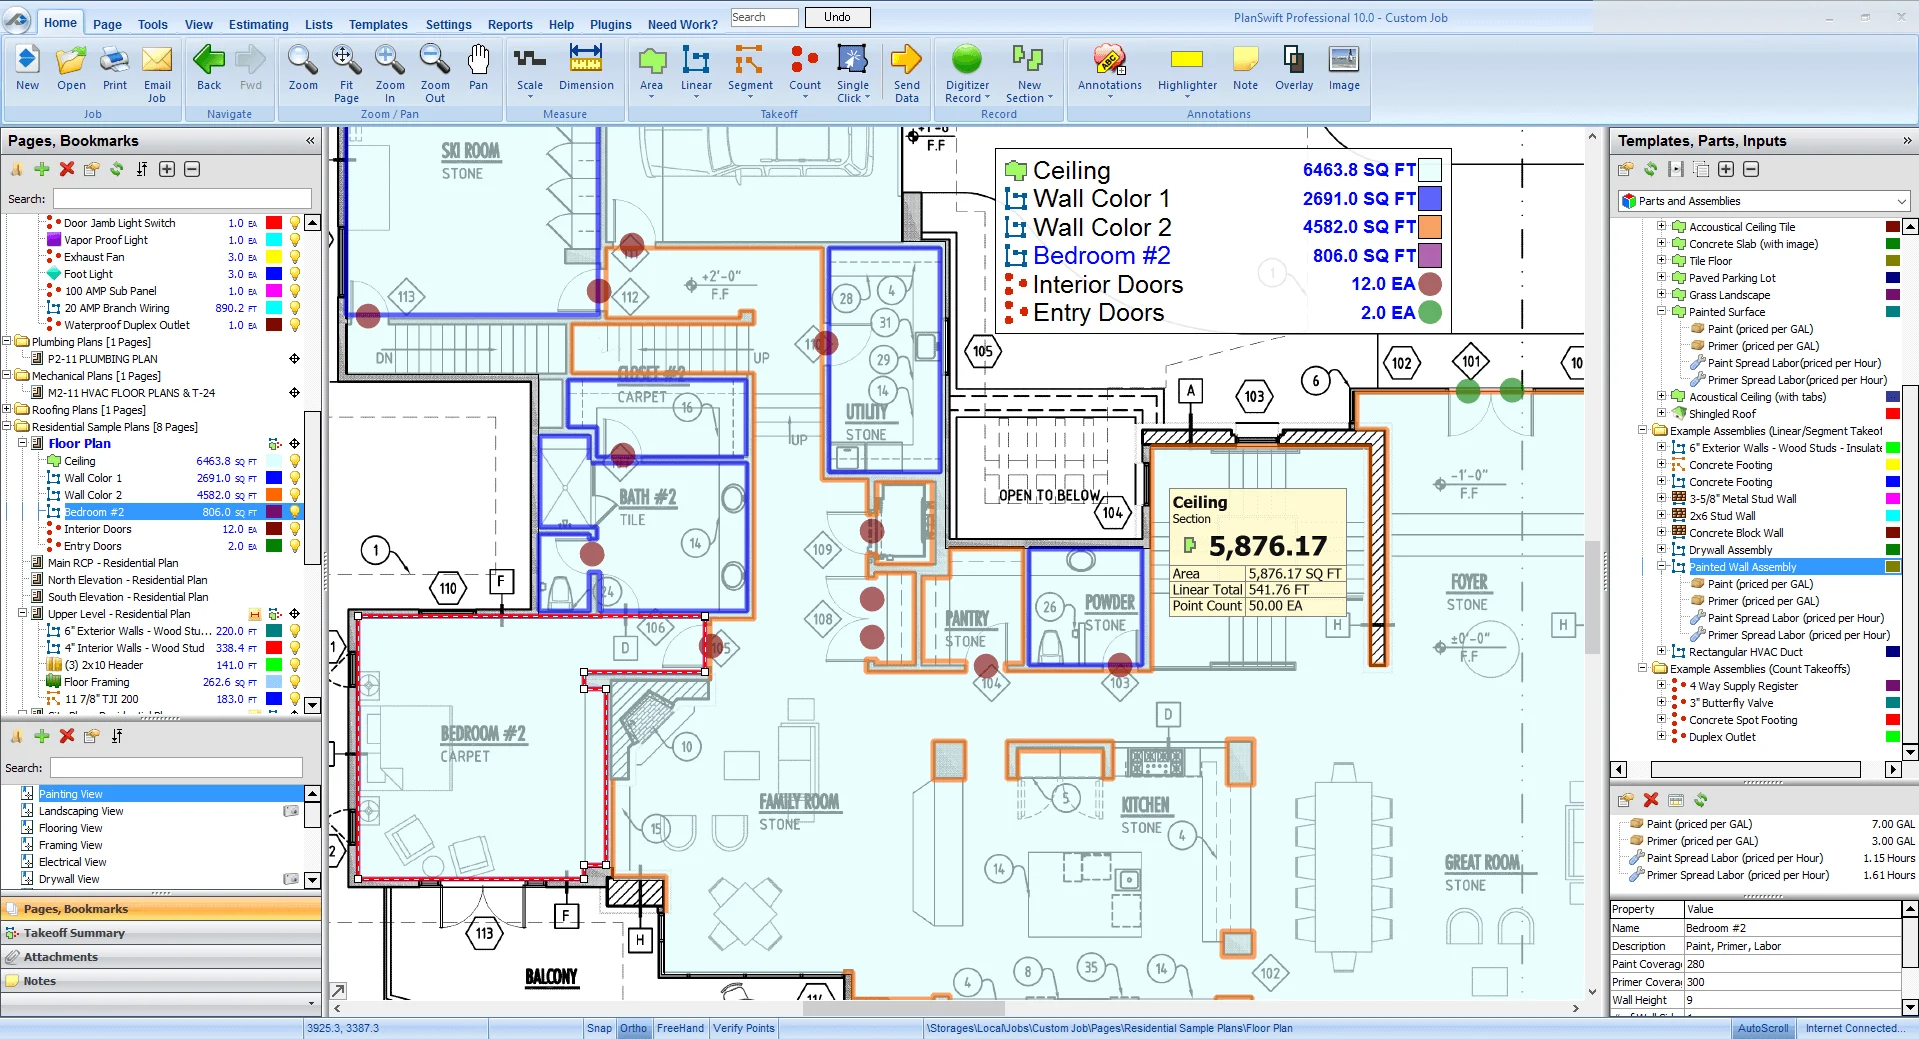 Home Page Tools View Estimating Lists Templates Settings Reports Help Plugins Need Work? Search Undo
PlanSwift Professional 10.0 - Custom Job
New Open Print Email Job
Back Fwd
Zoom Fit Page Zoom In Zoom Out Pan
Scale Dimension
Area Linear Segment Count Single Click Send Data
Digitizer Record New Section
Annotations Highlighter Note Overlay Image
Job Navigate Zoom / Pan Measure Takeoff Record Annotations
Pages, Bookmarks
Search:
Door Jamb Light Switch 1.0 EA
Vapor Proof Light 1.0 EA
Exhaust Fan 3.0 EA
Foot Light 3.0 EA
100 AMP Sub Panel 1.0 EA
20 AMP Branch Wiring 890.2 FT
Waterproof Duplex Outlet 1.0 EA
Plumbing Plans [1 Pages]
P2-11 PLUMBING PLAN
Mechanical Plans [1 Pages]
M2-11 HVAC FLOOR PLANS & T-24
Roofing Plans [1 Pages]
Residential Sample Plans [8 Pages]
Floor Plan
Ceiling 6463.8 SQ FT
Wall Color 1 2691.0 SQ FT
Wall Color 2 4582.0 SQ FT
Bedroom #2 806.0 SQ FT
Interior Doors 12.0 EA
Entry Doors 2.0 EA
Main RCP - Residential Plan
North Elevation - Residential Plan
South Elevation - Residential Plan
Upper Level - Residential Plan
6" Exterior Walls - Wood Stu... 220.0 FT
4" Interior Walls - Wood Stud 338.4 FT
(3) 2x10 Header 141.0 FT
Floor Framing 262.6 SQ FT
11 7/8" TJI 200 183.0 FT
Search:
Painting View
Landscaping View
Flooring View
Framing View
Electrical View
Drywall View
Pages, Bookmarks
Takeoff Summary
Attachments
Notes
SKI ROOM
STONE
113
112
+2'-0"
F.F
F.F
DN
UP
CLOSET #2
CARPET
16
UP
28
4
31
29
14
UTILITY
STONE
BATH #2
TILE
14
24
109
108
106
105
D
1
110
F
BEDROOM #2
CARPET
10
15
FAMILY ROOM
STONE
113
F
H
BALCONY
114
Ceiling 6463.8 SQ FT
Wall Color 1 2691.0 SQ FT
Wall Color 2 4582.0 SQ FT
Bedroom #2 806.0 SQ FT
Interior Doors 12.0 EA
Entry Doors 2.0 EA
1
105
A
103
6
102
101
10
OPEN TO BELOW
104
-1'-0"
F.F
Ceiling
Section
5,876.17
Area 5,876.17 SQ FT
Linear Total 541.76 FT
Point Count 50.00 EA
PANTRY
STONE
26
POWDER
STONE
104
103
H
FOYER
STONE
±0'-0"
F.F
H
D
5
KITCHEN
STONE
4
14
GREAT ROOM
STONE
4
8
35
14
102
Templates, Parts, Inputs
Parts and Assemblies
Accoustical Ceiling Tile
Concrete Slab (with image)
Tile Floor
Paved Parking Lot
Grass Landscape
Painted Surface
Paint (priced per GAL)
Primer (priced per GAL)
Paint Spread Labor(priced per Hour)
Primer Spread Labor(priced per Hour)
Acoustical Ceiling (with tabs)
Shingled Roof
Example Assemblies (Linear/Segment Takeof
6" Exterior Walls - Wood Studs - Insulate
Concrete Footing
Concrete Footing
3-5/8" Metal Stud Wall
2x6 Stud Wall
Concrete Block Wall
Drywall Assembly
Painted Wall Assembly
Paint (priced per GAL)
Primer (priced per GAL)
Paint Spread Labor (priced per Hour)
Primer Spread Labor (priced per Hour)
Rectangular HVAC Duct
Example Assemblies (Count Takeoffs)
4 Way Supply Register
3" Butterfly Valve
Concrete Spot Footing
Duplex Outlet
Paint (priced per GAL) 7.00 GAL
Primer (priced per GAL) 3.00 GAL
Paint Spread Labor (priced per Hour) 1.15 Hours
Primer Spread Labor (priced per Hour) 1.61 Hours
Property Value
Name Bedroom #2
Description Paint, Primer, Labor
Paint Coverag 280
Primer Coverag 300
Wall Height 9
3925.3, 3387.3
Snap Ortho FreeHand Verify Points
\Storages\Local\Jobs\Custom Job\Pages\Residential Sample Plans\Floor Plan
AutoScroll Internet Connected...